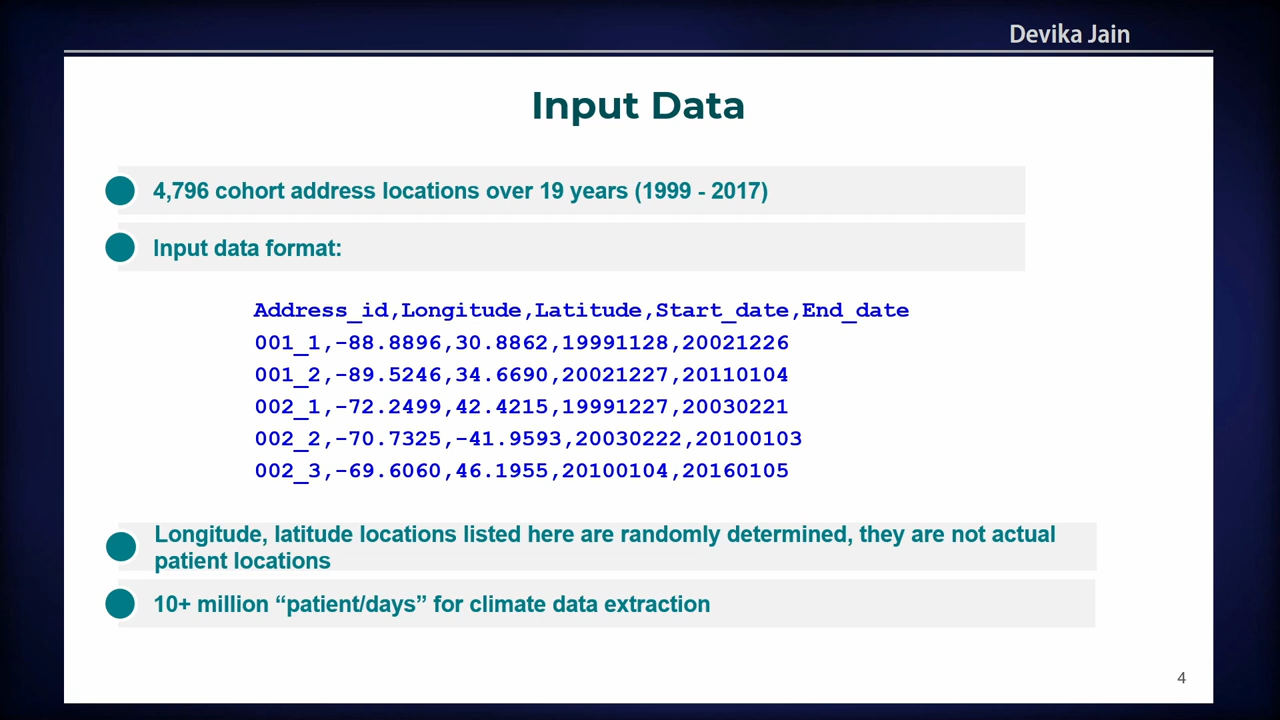 Devika Jain
Input Data
4,796 cohort address locations over 19 years (1999 - 2017)
Input data format:
Address_id,Longitude,Latitude,Start_date,End_date
001_1,-88.8896,30.8862,19991128,20021226
001_2,-89.5246,34.6690,20021227,20110104
002_1,-72.2499,42.4215,19991227,20030221
002_2,-70.7325,-41.9593,20030222,20100103
002_3,-69.6060,46.1955,20100104,20160105
Longitude, latitude locations listed here are randomly determined, they are not actual
patient locations
10+ million “patient/days” for climate data extraction
4